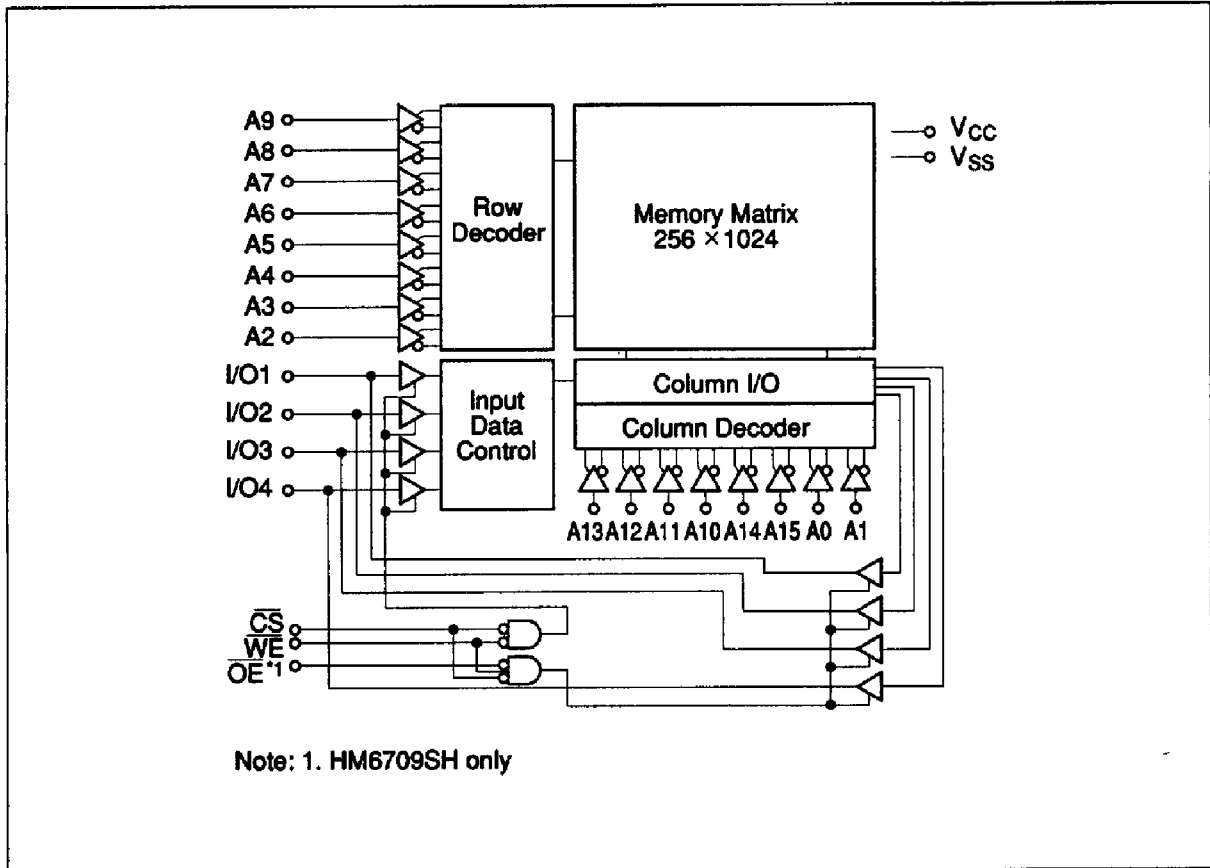 A9
A8
A7
A6
A5
A4
A3
A2
Row
Decoder
Memory Matrix
256 × 1024
VCC
VSS
I/O1
I/O2
I/O3
I/O4
Input
Data
Control
Column I/O
Column Decoder
A13 A12 A11 A10 A14 A15 A0 A1
CS
WE
OE*1
Note: 1. HM6709SH only